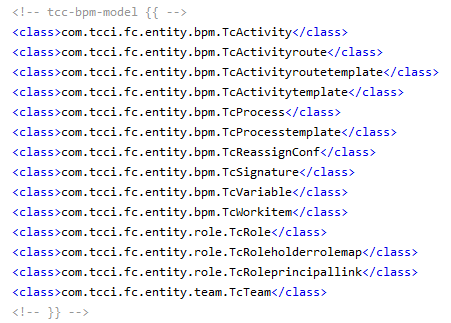 <!-- tcc-bpm-model {{ -->
<class>com.tcci.fc.entity.bpm.TcActivity</class>
<class>com.tcci.fc.entity.bpm.TcActivityroute</class>
<class>com.tcci.fc.entity.bpm.TcActivityroutetemplate</class>
<class>com.tcci.fc.entity.bpm.TcActivitytemplate</class>
<class>com.tcci.fc.entity.bpm.TcProcess</class>
<class>com.tcci.fc.entity.bpm.TcProcesstemplate</class>
<class>com.tcci.fc.entity.bpm.TcReassignConf</class>
<class>com.tcci.fc.entity.bpm.TcSignature</class>
<class>com.tcci.fc.entity.bpm.TcVariable</class>
<class>com.tcci.fc.entity.bpm.TcWorkitem</class>
<class>com.tcci.fc.entity.role.TcRole</class>
<class>com.tcci.fc.entity.role.TcRoleholderrolemap</class>
<class>com.tcci.fc.entity.role.TcRoleprincipallink</class>
<class>com.tcci.fc.entity.team.TcTeam</class>
<!-- }} -->